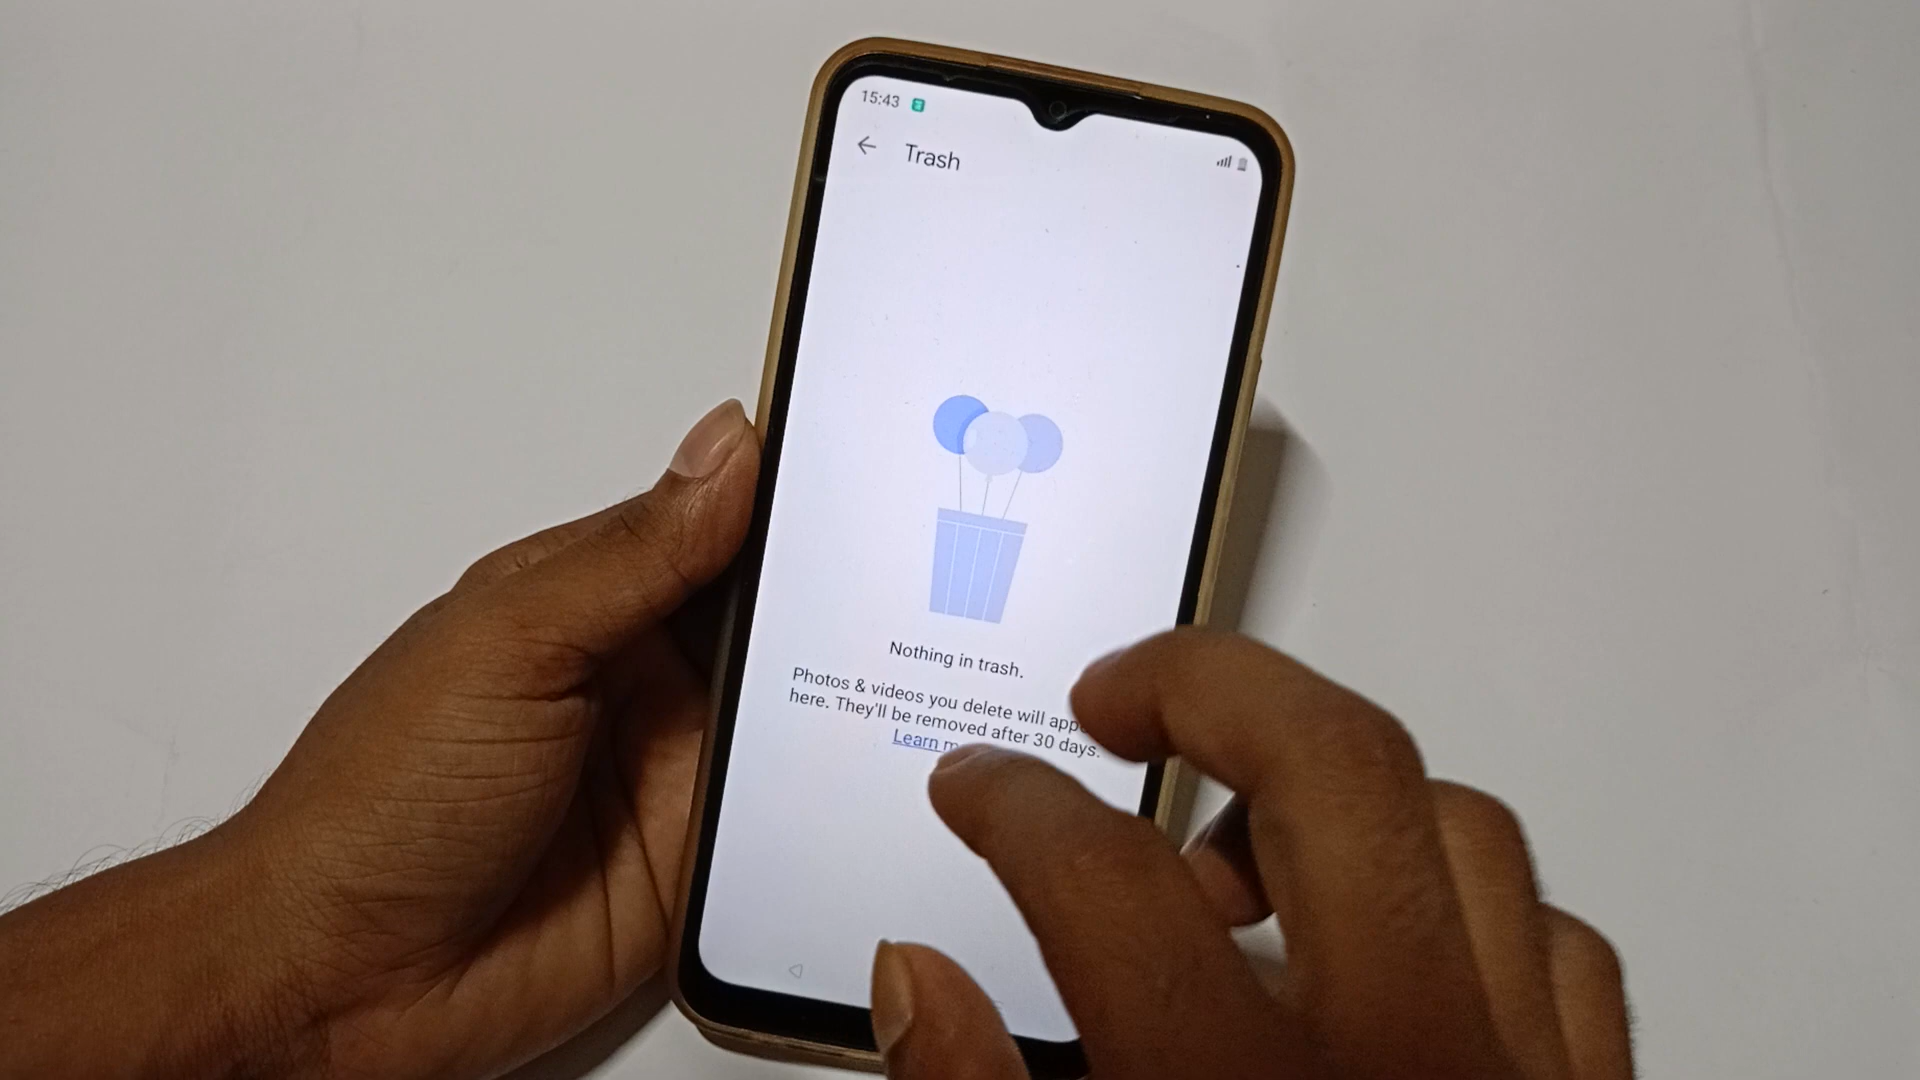 15:43
Trash
Nothing in trash.
Photos & videos you delete will
here. They'll be removed after 30 days.
Learn